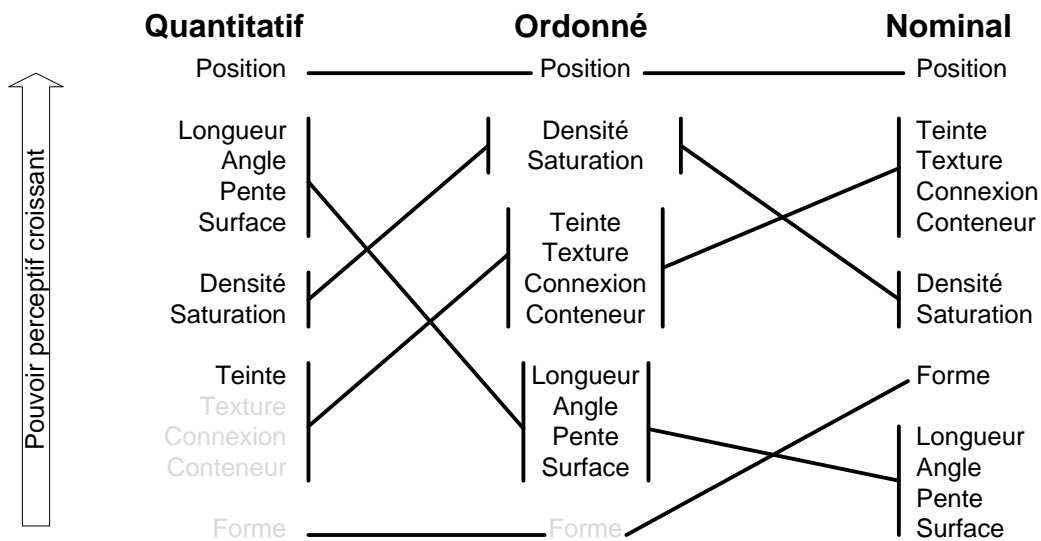 Quantitatif
Ordonné
Nominal
Pouvoir perceptif croissant
Position
Longueur
Angle
Pente
Surface
Densité
Saturation
Teinte
Texture
Connexion
Conteneur
Forme
Position
Densité
Saturation
Teinte
Texture
Connexion
Conteneur
Longueur
Angle
Pente
Surface
Forme
Position
Teinte
Texture
Connexion
Conteneur
Densité
Saturation
Forme
Longueur
Angle
Pente
Surface